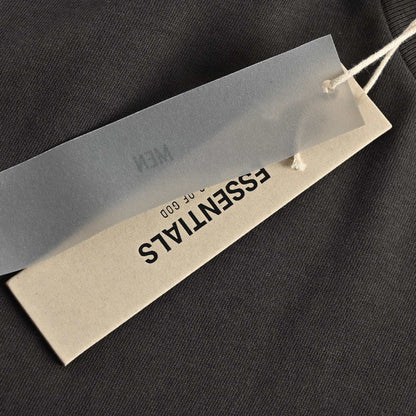 MEN
ESSENTIALS
OF GOD